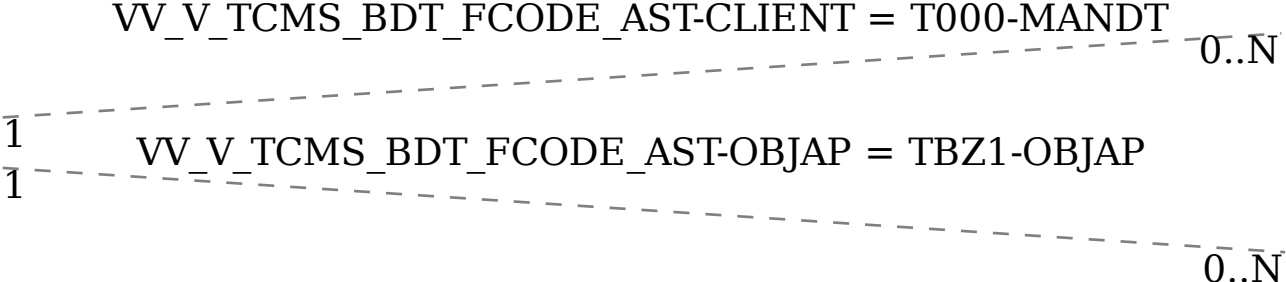 VV_V_TCMS_BDT_FCODE_AST-CLIENT = T000-MANDT
0..N
1
VV_V_TCMS_BDT_FCODE_AST-OBJAP = TBZ1-OBJAP
1
0..N